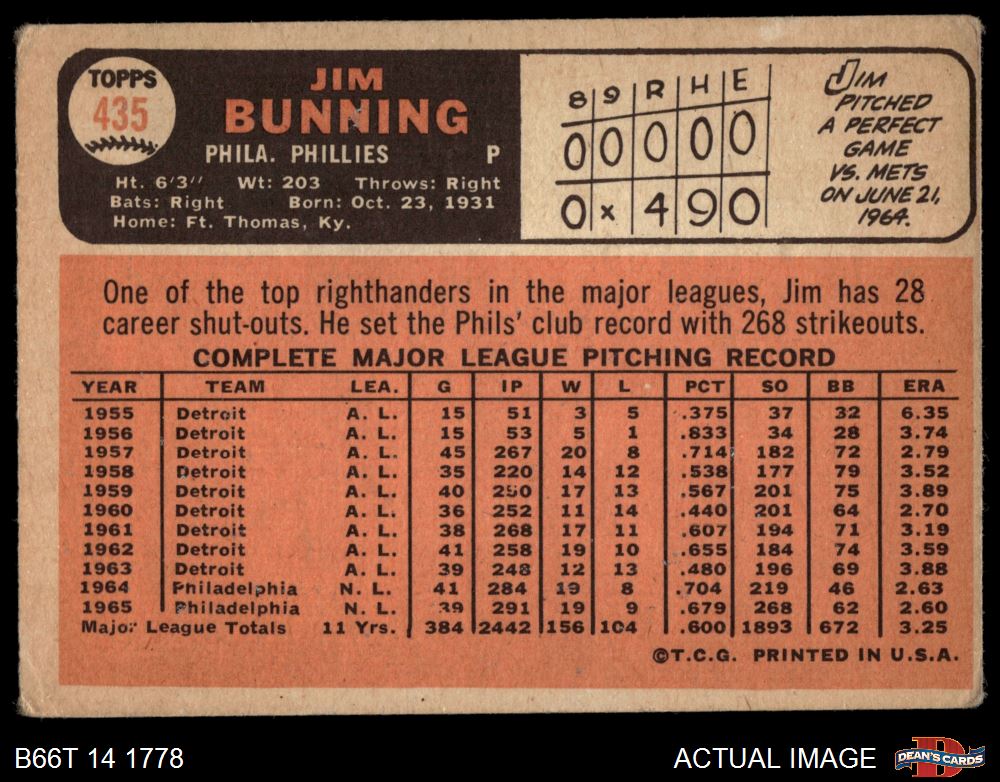 TOPPS
435
JIM
BUNNING
PHILA. PHILLIES P
Ht. 6'3" Wt: 203 Throws: Right
Bats: Right Born: Oct. 23, 1931
Home: Ft. Thomas, Ky.
8 9 R H E
0 0 0 0 0
0 x 4 9 0
JIM
PITCHED
A PERFECT
GAME
VS. METS
ON JUNE 21,
1964.
One of the top righthanders in the major leagues, Jim has 28
career shut-outs. He set the Phils' club record with 268 strikeouts.
COMPLETE MAJOR LEAGUE PITCHING RECORD
YEAR TEAM LEA. G IP W L PCT SO BB ERA
1955 Detroit A. L. 15 51 3 5 .375 37 32 6.35
1956 Detroit A. L. 15 53 5 1 .833 34 28 3.74
1957 Detroit A. L. 45 267 20 8 .714 182 72 2.79
1958 Detroit A. L. 35 220 14 12 .538 177 79 3.52
1959 Detroit A. L. 40 250 17 13 .567 201 75 3.89
1960 Detroit A. L. 36 252 11 14 .440 201 64 2.70
1961 Detroit A. L. 38 268 17 11 .607 194 71 3.19
1962 Detroit A. L. 41 258 19 10 .655 184 74 3.59
1963 Detroit A. L. 39 248 12 13 .480 196 69 3.88
1964 Philadelphia N. L. 41 284 19 8 .704 219 46 2.63
1965 Philadelphia N. L. 39 291 19 9 .679 268 62 2.60
Major League Totals 11 Yrs. 384 2442 156 104 .600 1893 672 3.25
©T.C.G. PRINTED IN U.S.A.
B66T 14 1778
ACTUAL IMAGE
D
DEAN'S CARDS